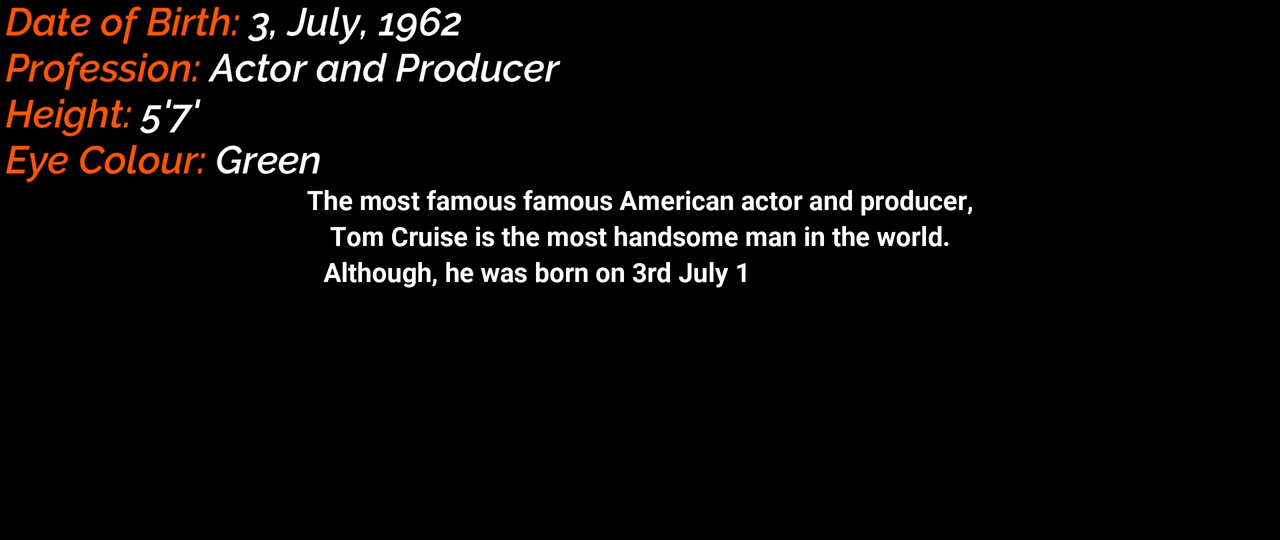 Date of Birth: 3, July, 1962
Profession: Actor and Producer
Height: 5'7'
Eye Colour: Green
The most famous famous American actor and producer,
Tom Cruise is the most handsome man in the world.
Although, he was born on 3rd July 1